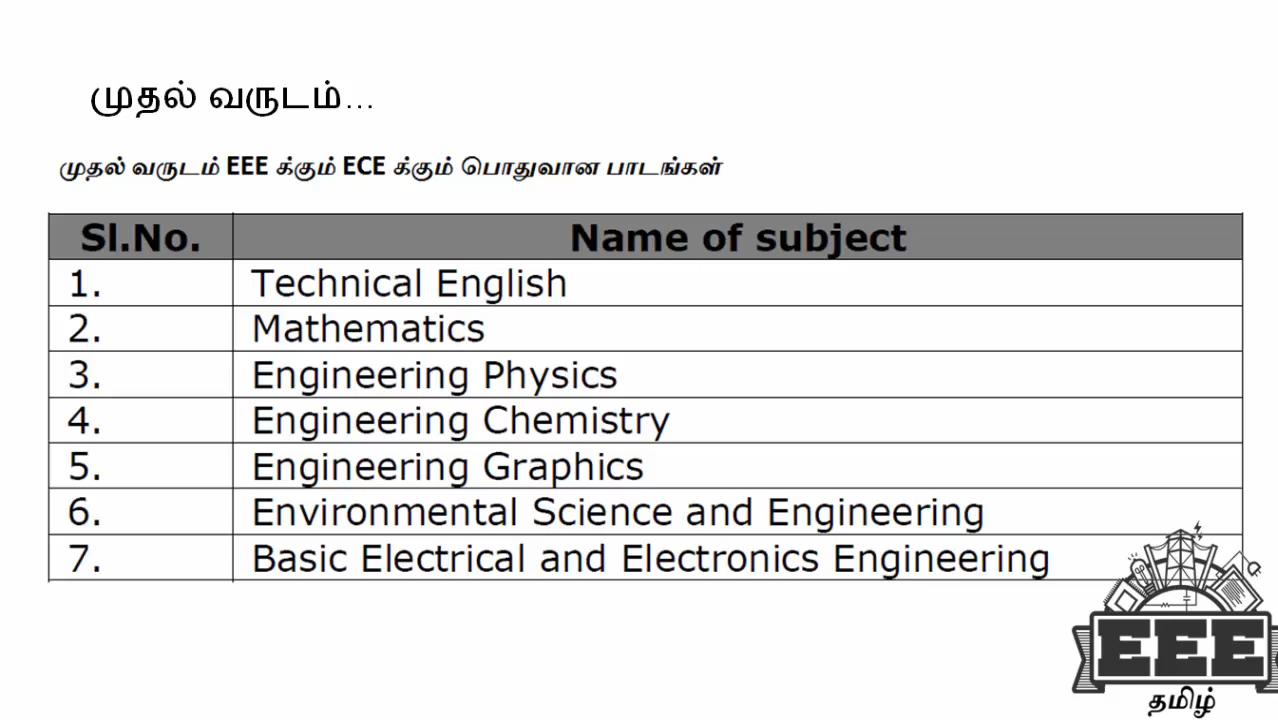 முதல் வருடம்...
முதல் வருடம் EEE க்கும் ECE க்கும் பொதுவான பாடங்கள்
Sl.No. Name of subject
1. Technical English
2. Mathematics
3. Engineering Physics
4. Engineering Chemistry
5. Engineering Graphics
6. Environmental Science and Engineering
7. Basic Electrical and Electronics Engineering
EEE
தமிழ்